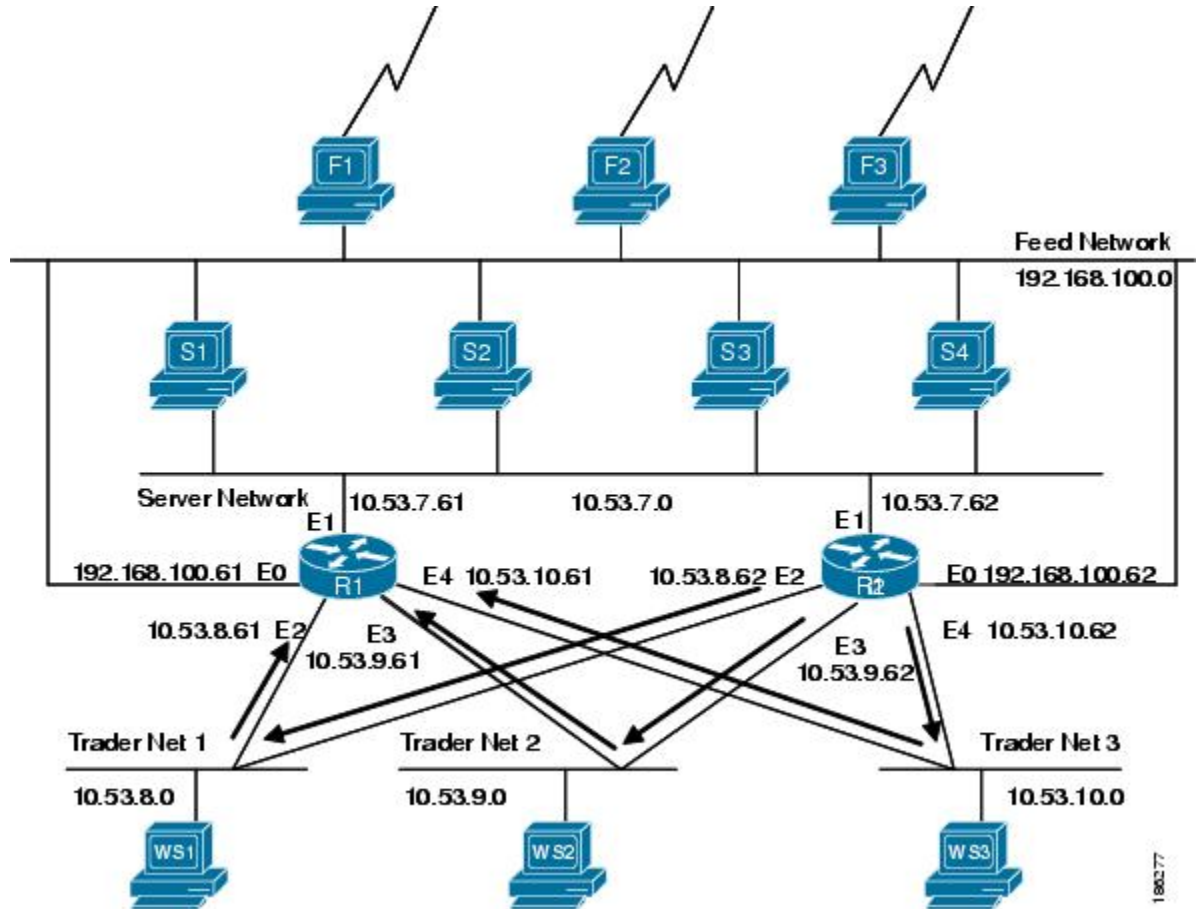 F1
F2
F3
Feed Network
192.168.100.0
S1
S2
S3
S4
Server Network
10.53.7.61
10.53.7.0
10.53.7.62
E1
E1
192.168.100.61 E0
R1
E4 10.53.10.61
10.53.8.62 E2
E0 192.168.100.62
10.53.8.61 E2
E3
10.53.9.61
E3
10.53.9.62
E4 10.53.10.62
Trader Net 1
Trader Net 2
Trader Net 3
10.53.8.0
10.53.9.0
10.53.10.0
WS1
WS2
WS3
186277